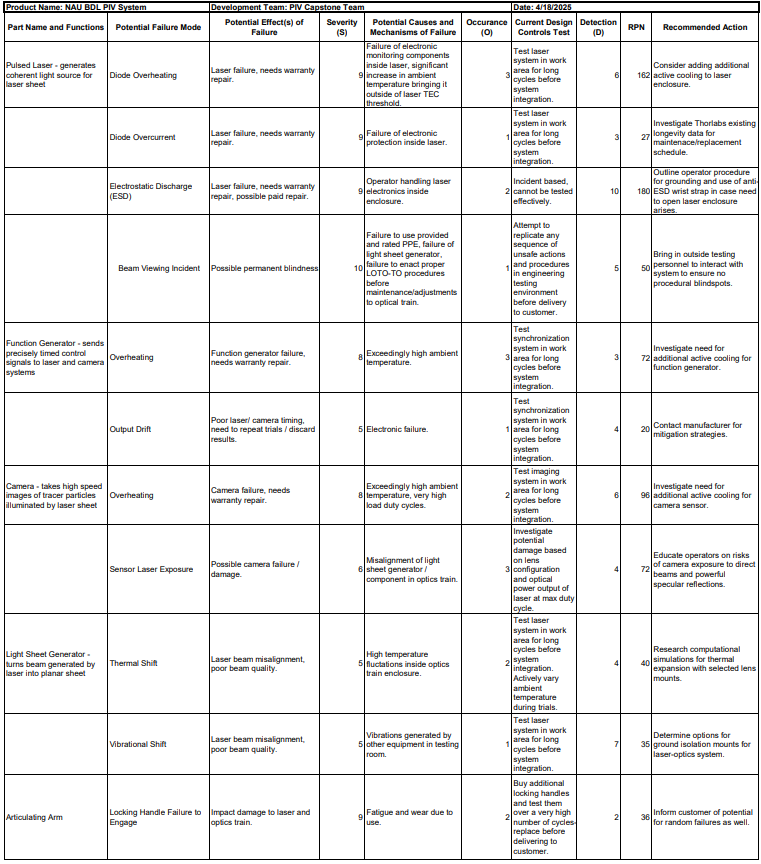 Product Name: NAU BDL PIV System Development Team: PIV Capstone Team Date: 4/18/2025
Part Name and Functions
Potential Failure Mode
Potential Effect(s) of
Failure
Severity
(S)
Potential Causes and
Mechanisms of Failure
Occurance
(O)
Current Design
Controls Test
Detection
(D)
RPN
Recommended Action
Pulsed Laser - generates
coherent light source for
laser sheet
Diode Overheating
Laser failure, needs warranty
repair.
9
Failure of electronic
monitoring components
inside laser, significant
increase in ambient
temperature bringing it
outside of laser TEC
threshold.
3
Test laser
system in work
area for long
cycles before
system
integration.
6
162
Consider adding additional
active cooling to laser
enclosure.
Diode Overcurrent
Laser failure, needs warranty
repair.
9
Failure of electronic
protection inside laser.
1
Test laser
system in work
area for long
cycles before
system
integration.
3
27
Investigate Thorlabs existing
longevity data for
maintenace/replacement
schedule.
Electrostatic Discharge
(ESD)
Laser failure, needs warranty
repair, possible paid repair.
9
Operator handling laser
electronics inside
enclosure.
2
Incident based,
cannot be tested
effectively.
10
180
Outline operator procedure
for grounding and use of anti-
ESD wrist strap in case need
to open laser enclosure
arises.
Beam Viewing Incident
Possible permanent blindness
10
Failure to use provided
and rated PPE, failure of
light sheet generator,
failure to enact proper
LOTO-TO procedures
before
maintenance/adjustments
to optical train.
1
Attempt to
replicate any
sequence of
unsafe actions
and procedures
in engineering
testing
environment
before delivery
to customer.
5
50
Bring in outside testing
personnel to interact with
system to ensure no
procedural blindspots.
Function Generator - sends
precisely timed control
signals to laser and camera
systems
Overheating
Function generator failure,
needs warranty repair.
8
Exceedingly high ambient
temperature.
3
Test
synchronization
system in work
area for long
cycles before
system
integration.
3
72
Investigate need for
additional active cooling for
function generator.
Output Drift
Poor laser/ camera timing,
need to repeat trials / discard
results.
5
Electronic failure.
1
Test
synchronization
system in work
area for long
cycles before
system
integration.
4
20
Contact manufacturer for
mitigation strategies.
Camera - takes high speed
images of tracer particles
illuminated by laser sheet
Overheating
Camera failure, needs
warranty repair.
8
Exceedingly high ambient
temperature, very high
load duty cycles.
2
Test imaging
system in work
area for long
cycles before
system
integration.
6
96
Investigate need for
additional active cooling for
camera sensor.
Sensor Laser Exposure
Possible camera failure /
damage.
6
Misalignment of light
sheet generator /
component in optics train.
3
Investigate
potential
damage based
on lens
configuration
and optical
power output of
laser at max duty
cycle.
4
72
Educate operators on risks
of camera exposure to direct
beams and powerful
specular reflections.
Light Sheet Generator -
turns beam generated by
laser into planar sheet
Thermal Shift
Laser beam misalignment,
poor beam quality.
5
High temperature
fluctations inside optics
train enclosure.
2
Test laser
system in work
area for long
cycles before
system
integration.
Actively vary
ambient
temperature
during trials.
4
40
Research computational
simulations for thermal
expansion with selected lens
mounts.
Vibrational Shift
Laser beam misalignment,
poor beam quality.
5
Vibrations generated by
other equipment in testing
room.
1
Test laser
system in work
area for long
cycles before
system
integration.
7
35
Determine options for
ground isolation mounts for
laser-optics system.
Articulating Arm
Locking Handle Failure to
Engage
Impact damage to laser and
optics train.
9
Fatigue and wear due to
use.
2
Buy additional
locking handles
and test them
over a very high
number of cycles-
replace before
delivering to
customer.
2
36
Inform customer of potential
for random failures as well.